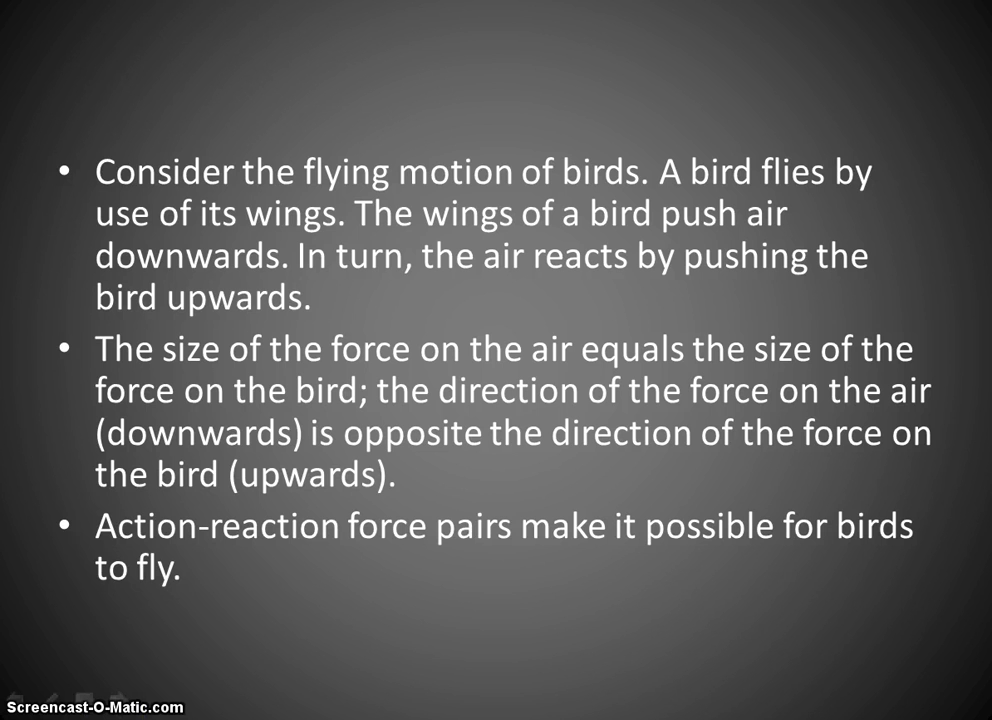 • Consider the flying motion of birds. A bird flies by
use of its wings. The wings of a bird push air
downwards. In turn, the air reacts by pushing the
bird upwards.
• The size of the force on the air equals the size of the
force on the bird; the direction of the force on the air
(downwards) is opposite the direction of the force on
the bird (upwards).
• Action-reaction force pairs make it possible for birds
to fly.
Screencast-O-Matic.com